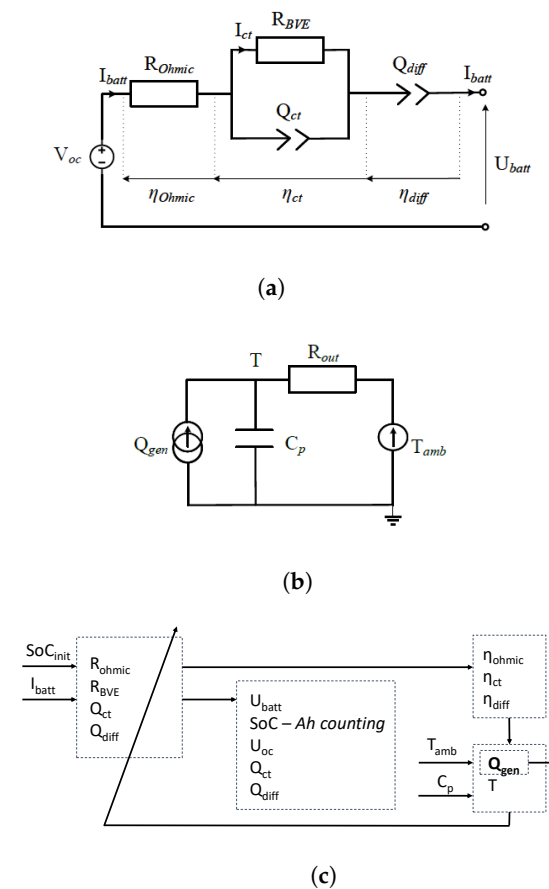 I_ct R_BVE
I_batt R_Ohmic Q_diff I_batt
Q_ct
V_oc + − U_batt
η_Ohmic η_ct η_diff
(a)
T R_out
Q_gen C_p T_amb
(b)
SoC_init
I_batt
R_ohmic
R_BVE
Q_ct
Q_diff
U_batt
SoC – Ah counting
U_oc
Q_ct
Q_diff
η_ohmic
η_ct
η_diff
T_amb
C_p
Q_gen
T
(c)